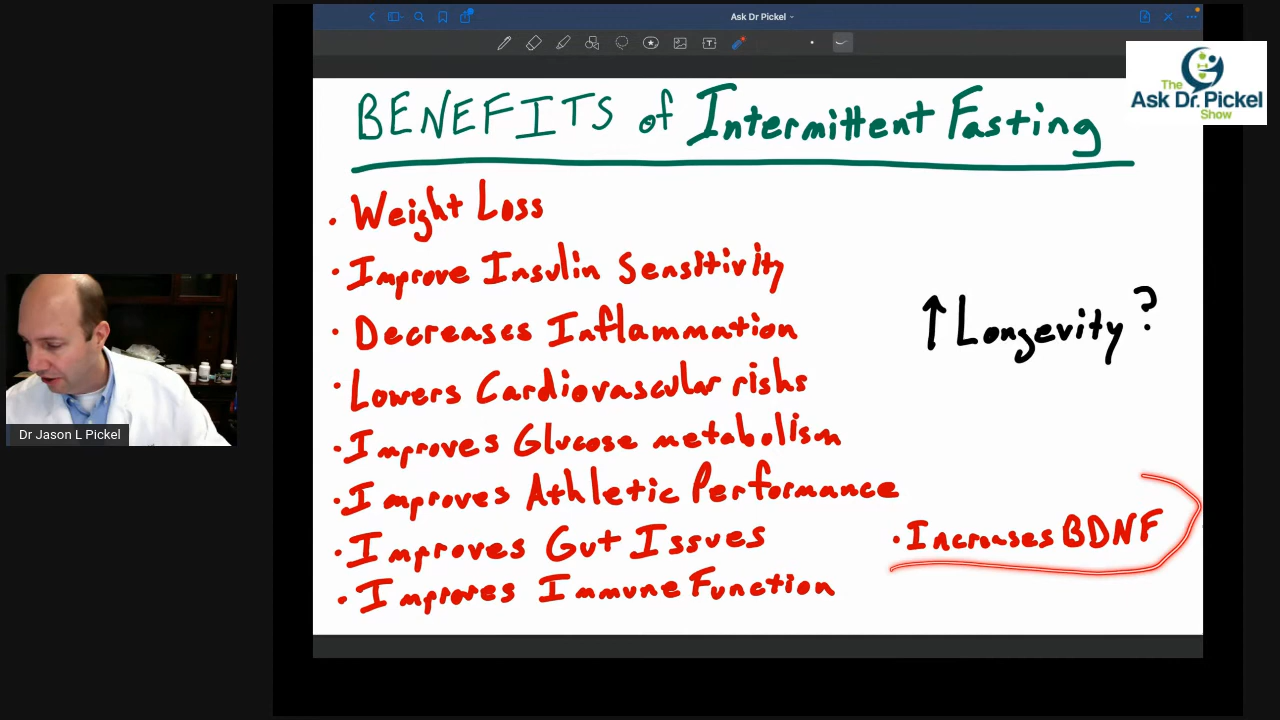 Ask Dr Pickel
The
Ask Dr. Pickel
Show
BENEFITS of Intermittent Fasting
• Weight Loss
• Improve Insulin Sensitivity
• Decreases Inflammation
• Lowers Cardiovascular risks
• Improves Glucose metabolism
• Improves Athletic Performance
• Improves Gut Issues
• Improves Immune Function
↑ Longevity?
• Increases BDNF
Dr Jason L Pickel